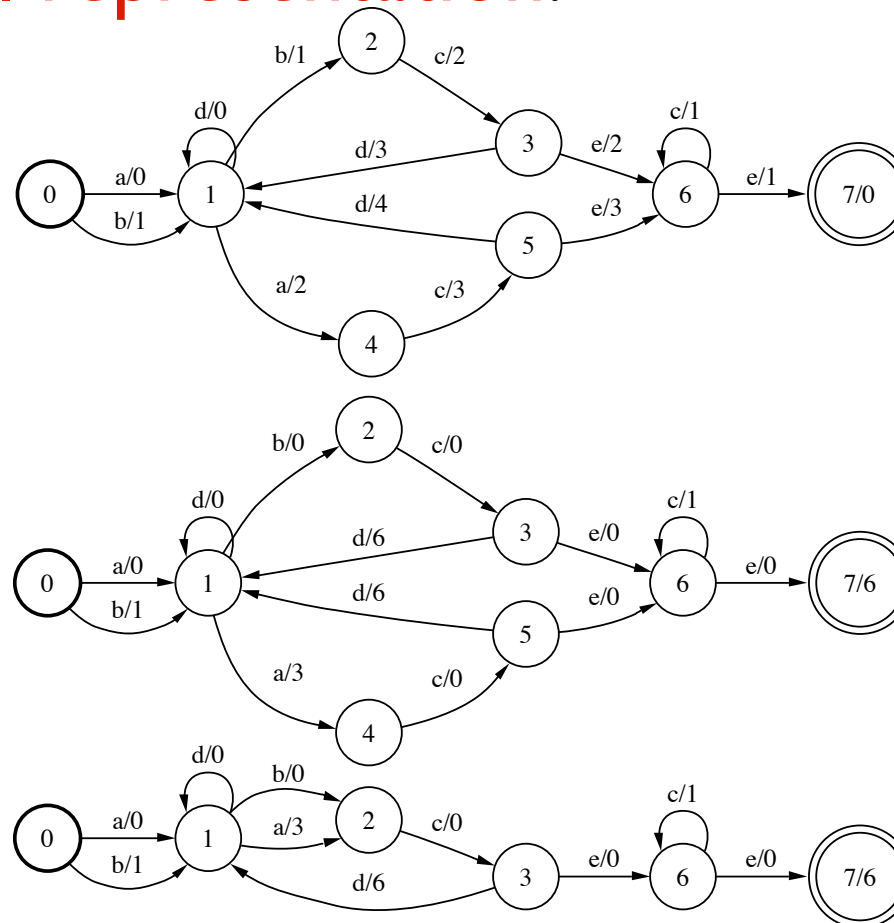 representation.
2
b/1 c/2
d/0 c/1
3
d/3 e/2
a/0 e/1
0 1 6 7/0
b/1 d/4 e/3
5
a/2 c/3
4
2
b/0 c/0
d/0 c/1
3
d/6 e/0
a/0 e/0
0 1 6 7/6
b/1 d/6 e/0
5
a/3 c/0
4
d/0 b/0
2 c/1
a/0 a/3 c/0
0 1
b/1 d/6 3 e/0 6 e/0 7/6